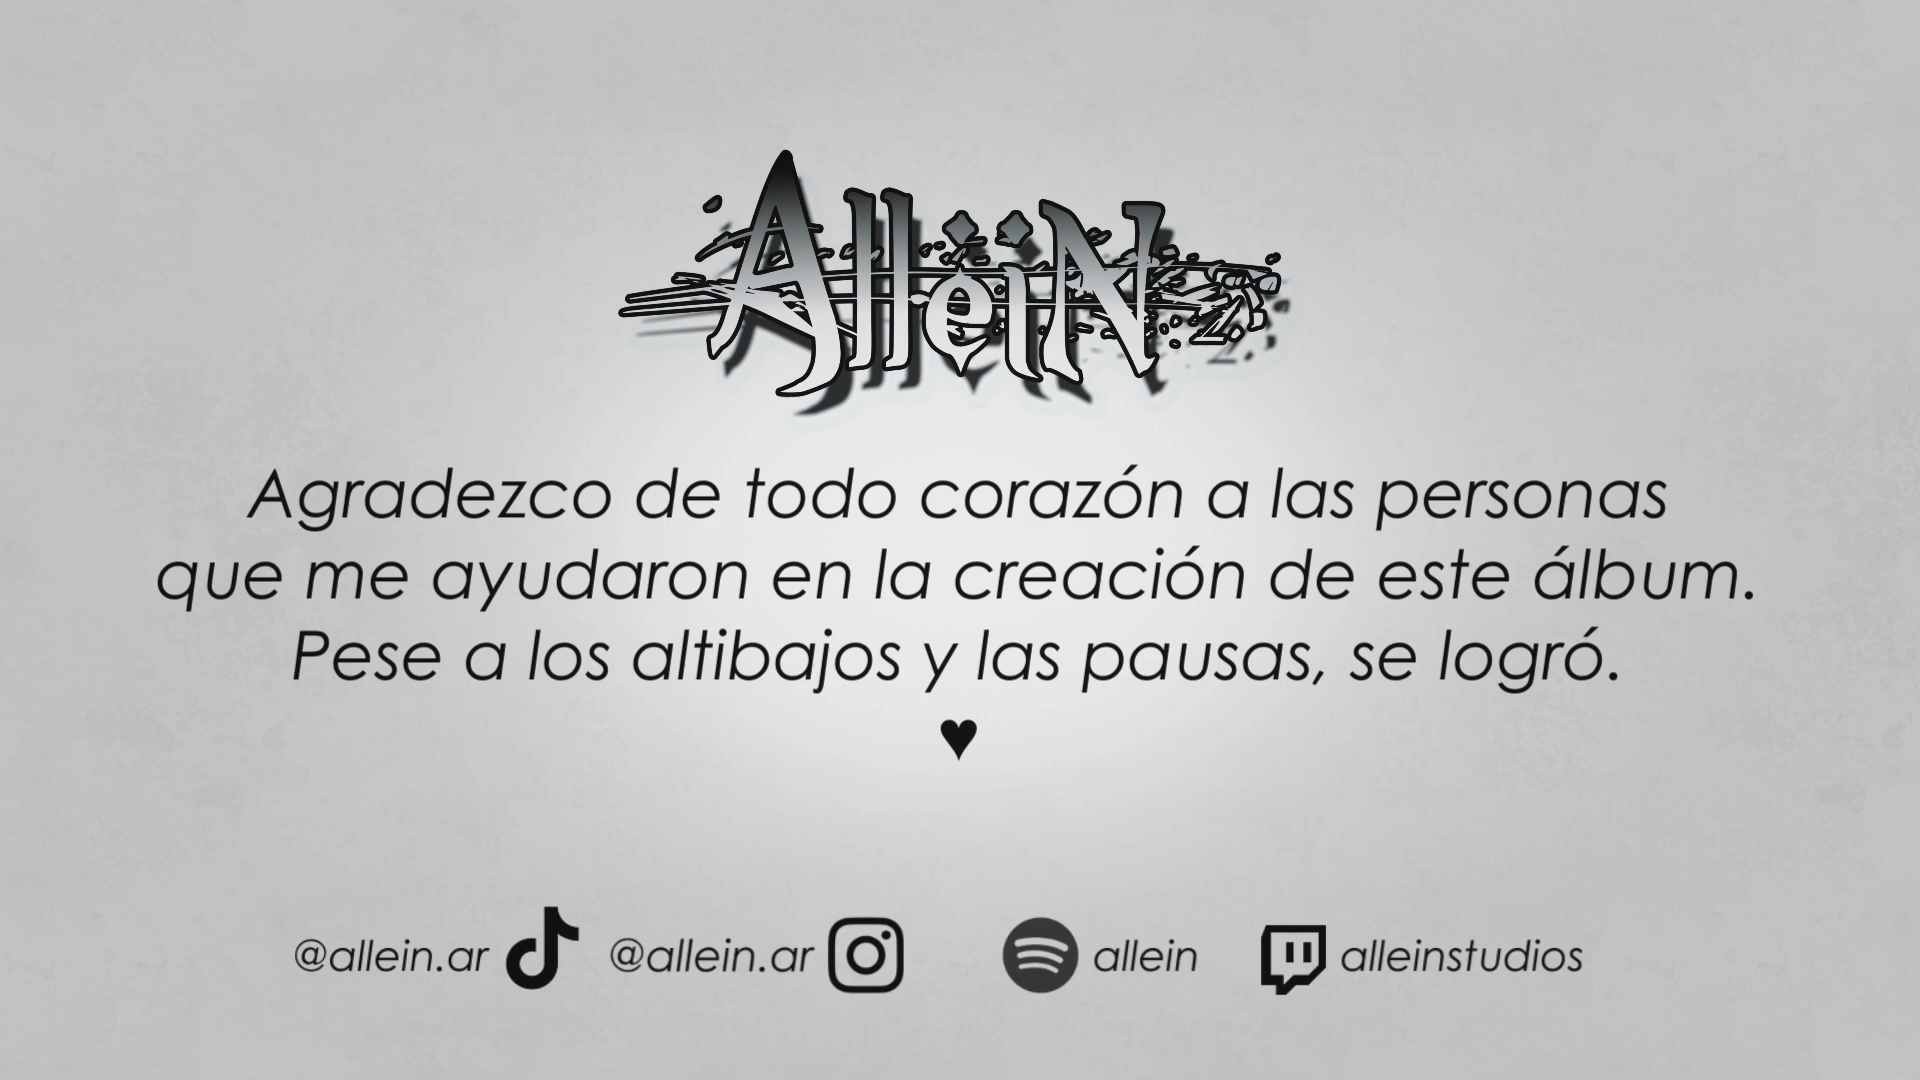 Alleïn
Agradezco de todo corazón a las personas
que me ayudaron en la creación de este álbum.
Pese a los altibajos y las pausas, se logró.
♥
@allein.ar @allein.ar allein alleinstudios